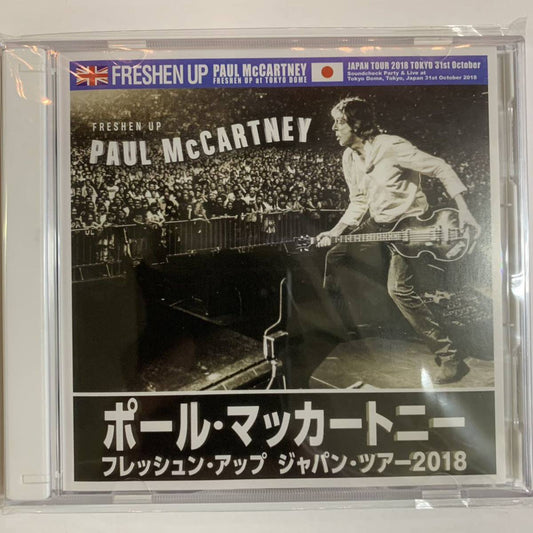 FRESHEN UP PAUL McCARTNEY
FRESHEN UP at TOKYO DOME
JAPAN TOUR 2018 TOKYO 31st October
Soundcheck Party & Live at
Tokyo Dome, Tokyo, Japan 31st October 2018
FRESHEN UP
PAUL McCARTNEY
ポール・マッカートニー
フレッシュン・アップ ジャパン・ツアー2018